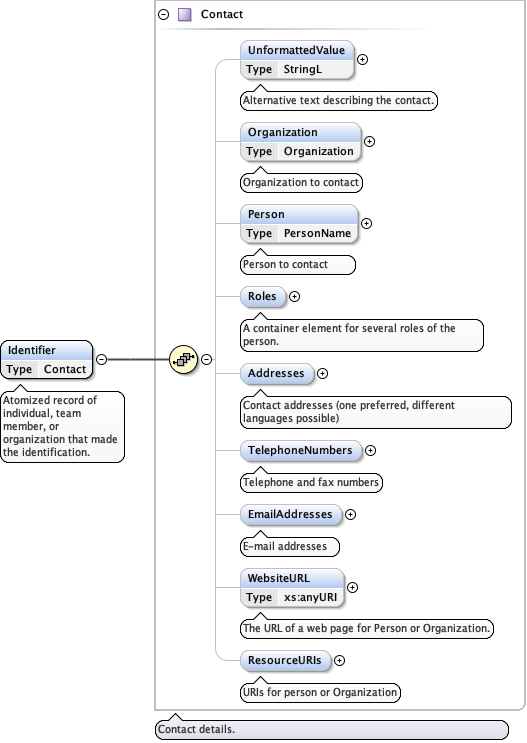 Contact
UnformattedValue
Type StringL
Alternative text describing the contact.
Organization
Type Organization
Organization to contact
Person
Type PersonName
Person to contact
Roles
A container element for several roles of the
person.
Identifier
Type Contact
Atomized record of
individual, team
member, or
organization that made
the identification.
Addresses
Contact addresses (one preferred, different
languages possible)
TelephoneNumbers
Telephone and fax numbers
EmailAddresses
E-mail addresses
WebsiteURL
Type xs:anyURI
The URL of a web page for Person or Organization.
ResourceURIs
URIs for person or Organization
Contact details.